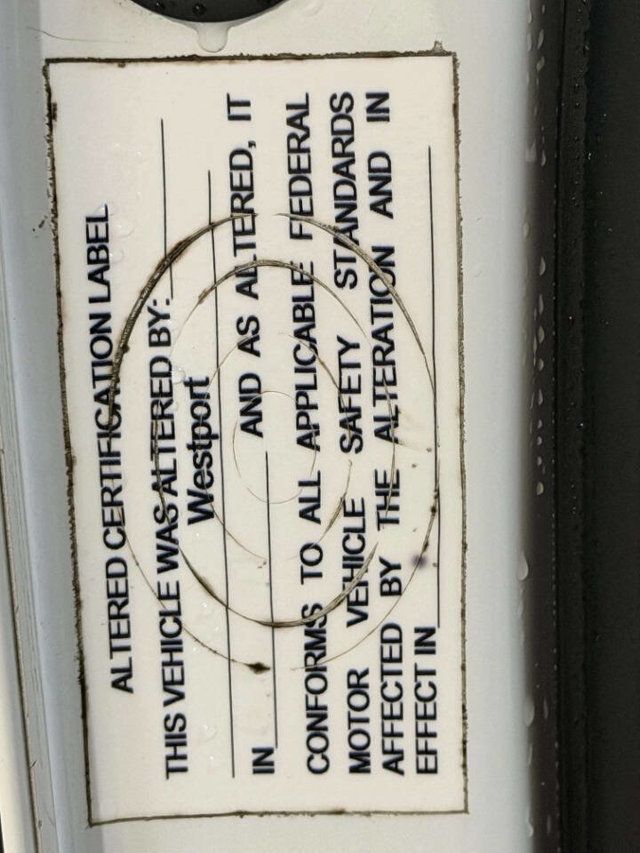 ALTERED CERTIFICATION LABEL
THIS VEHICLE WAS ALTERED BY:
Westport
IN AND AS ALTERED, IT
CONFORMS TO ALL APPLICABLE FEDERAL
MOTOR VEHICLE SAFETY STANDARDS
AFFECTED BY THE ALTERATION AND IN
EFFECT IN